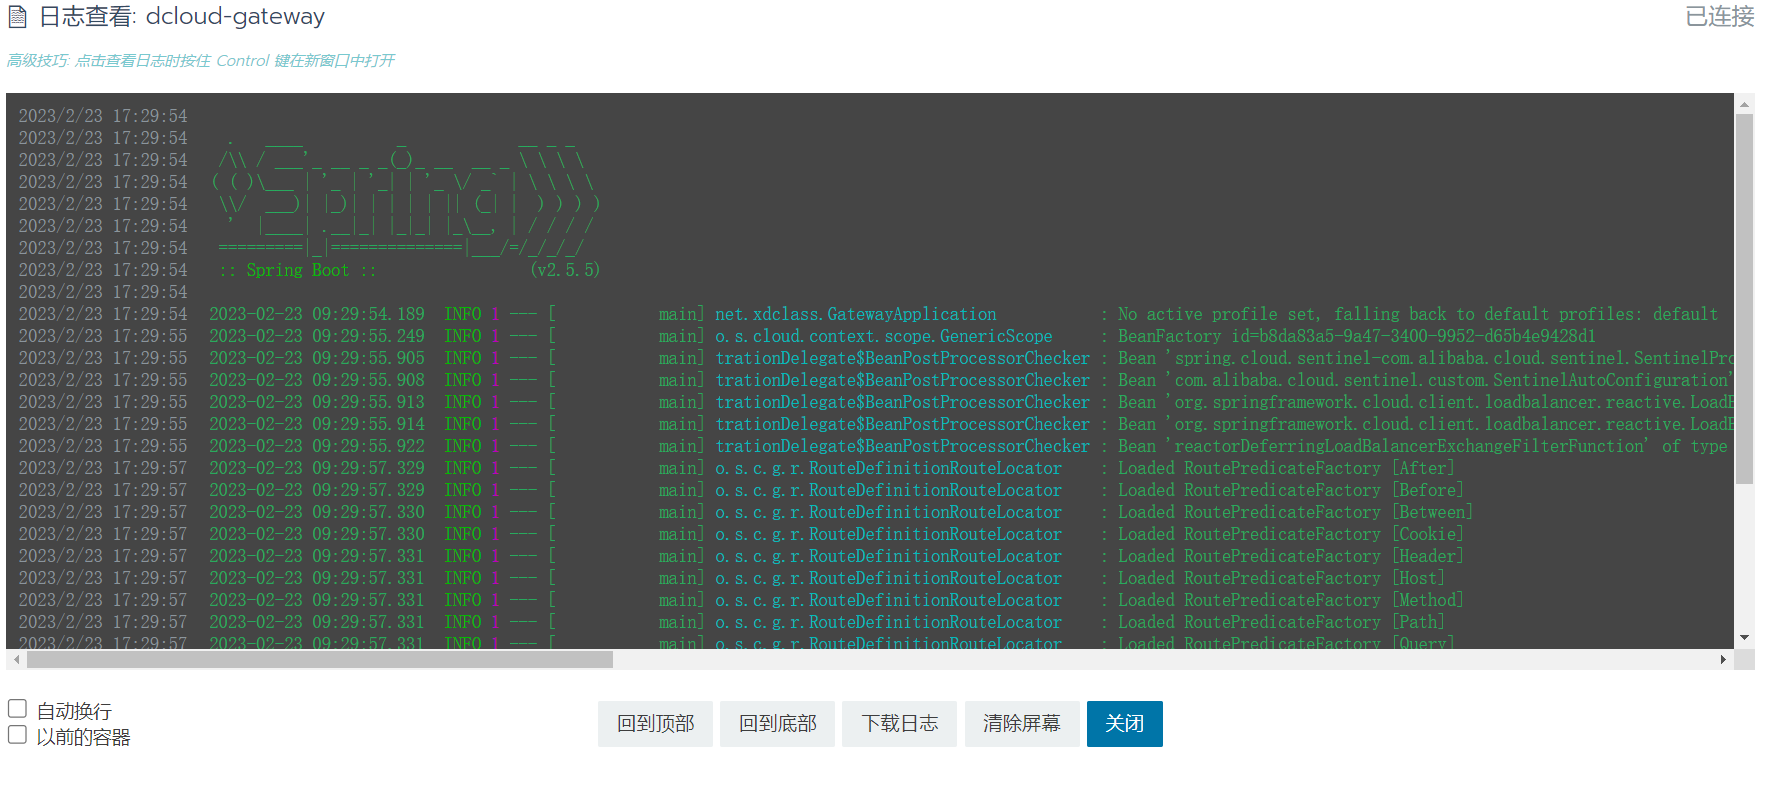 日志查看: dcloud-gateway
已连接
高级技巧: 点击查看日志时按住 Control 键在新窗口中打开
2023/2/23 17:29:54
2023/2/23 17:29:54   .   ____          _            __ _ _
2023/2/23 17:29:54  /\\ / ___'_ __ _ _(_)_ __  __ _ \ \ \ \
2023/2/23 17:29:54 ( ( )\___ | '_ | '_| | '_ \/ _` | \ \ \ \
2023/2/23 17:29:54  \\/  ___)| |_)| | | | | || (_| |  ) ) ) )
2023/2/23 17:29:54   '  |____| .__|_| |_|_| |_\__, | / / / /
2023/2/23 17:29:54  =========|_|==============|___/=/_/_/_/
2023/2/23 17:29:54  :: Spring Boot ::                (v2.5.5)
2023/2/23 17:29:54
2023/2/23 17:29:54 2023-02-23 09:29:54.189  INFO 1 --- [           main] net.xdclass.GatewayApplication           : No active profile set, falling back to default profiles: default
2023/2/23 17:29:55 2023-02-23 09:29:55.249  INFO 1 --- [           main] o.s.cloud.context.scope.GenericScope     : BeanFactory id=b8da83a5-9a47-3400-9952-d65b4e9428d1
2023/2/23 17:29:55 2023-02-23 09:29:55.905  INFO 1 --- [           main] trationDelegate$BeanPostProcessorChecker : Bean 'spring.cloud.sentinel-com.alibaba.cloud.sentinel.SentinelPro
2023/2/23 17:29:55 2023-02-23 09:29:55.908  INFO 1 --- [           main] trationDelegate$BeanPostProcessorChecker : Bean 'com.alibaba.cloud.sentinel.custom.SentinelAutoConfiguration'
2023/2/23 17:29:55 2023-02-23 09:29:55.913  INFO 1 --- [           main] trationDelegate$BeanPostProcessorChecker : Bean 'org.springframework.cloud.client.loadbalancer.reactive.Load
2023/2/23 17:29:55 2023-02-23 09:29:55.914  INFO 1 --- [           main] trationDelegate$BeanPostProcessorChecker : Bean 'org.springframework.cloud.client.loadbalancer.reactive.Load
2023/2/23 17:29:55 2023-02-23 09:29:55.922  INFO 1 --- [           main] trationDelegate$BeanPostProcessorChecker : Bean 'reactorDeferringLoadBalancerExchangeFilterFunction' of type
2023/2/23 17:29:57 2023-02-23 09:29:57.329  INFO 1 --- [           main] o.s.c.g.r.RouteDefinitionRouteLocator    : Loaded RoutePredicateFactory [After]
2023/2/23 17:29:57 2023-02-23 09:29:57.329  INFO 1 --- [           main] o.s.c.g.r.RouteDefinitionRouteLocator    : Loaded RoutePredicateFactory [Before]
2023/2/23 17:29:57 2023-02-23 09:29:57.330  INFO 1 --- [           main] o.s.c.g.r.RouteDefinitionRouteLocator    : Loaded RoutePredicateFactory [Between]
2023/2/23 17:29:57 2023-02-23 09:29:57.330  INFO 1 --- [           main] o.s.c.g.r.RouteDefinitionRouteLocator    : Loaded RoutePredicateFactory [Cookie]
2023/2/23 17:29:57 2023-02-23 09:29:57.331  INFO 1 --- [           main] o.s.c.g.r.RouteDefinitionRouteLocator    : Loaded RoutePredicateFactory [Header]
2023/2/23 17:29:57 2023-02-23 09:29:57.331  INFO 1 --- [           main] o.s.c.g.r.RouteDefinitionRouteLocator    : Loaded RoutePredicateFactory [Host]
2023/2/23 17:29:57 2023-02-23 09:29:57.331  INFO 1 --- [           main] o.s.c.g.r.RouteDefinitionRouteLocator    : Loaded RoutePredicateFactory [Method]
2023/2/23 17:29:57 2023-02-23 09:29:57.331  INFO 1 --- [           main] o.s.c.g.r.RouteDefinitionRouteLocator    : Loaded RoutePredicateFactory [Path]
2023/2/23 17:29:57 2023-02-23 09:29:57.331  INFO 1 --- [           main] o.s.c.g.r.RouteDefinitionRouteLocator    : Loaded RoutePredicateFactory [Query]
自动换行
以前的容器
回到顶部 回到底部 下载日志 清除屏幕 关闭